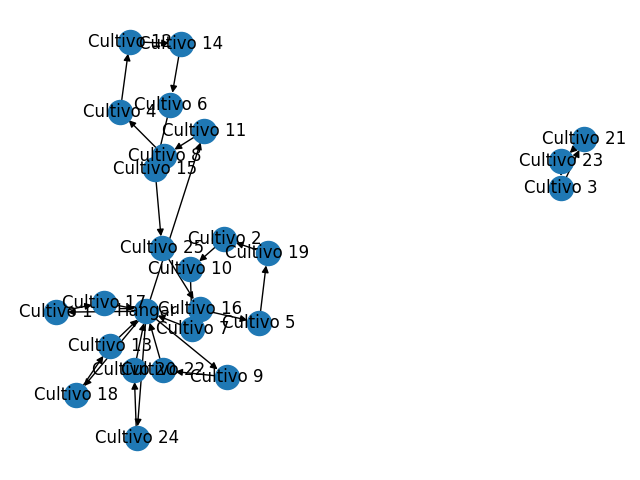 Cultivo 12
Cultivo 14
Cultivo 6
Cultivo 4
Cultivo 11
Cultivo 21
Cultivo 8
Cultivo 23
Cultivo 15
Cultivo 3
Cultivo 2
Cultivo 25
Cultivo 19
Cultivo 10
Cultivo 17
Cultivo 16
Cultivo 1
Hangar
Cultivo 5
Cultivo 7
Cultivo 13
Cultivo 20
Cultivo 22
Cultivo 9
Cultivo 18
Cultivo 24